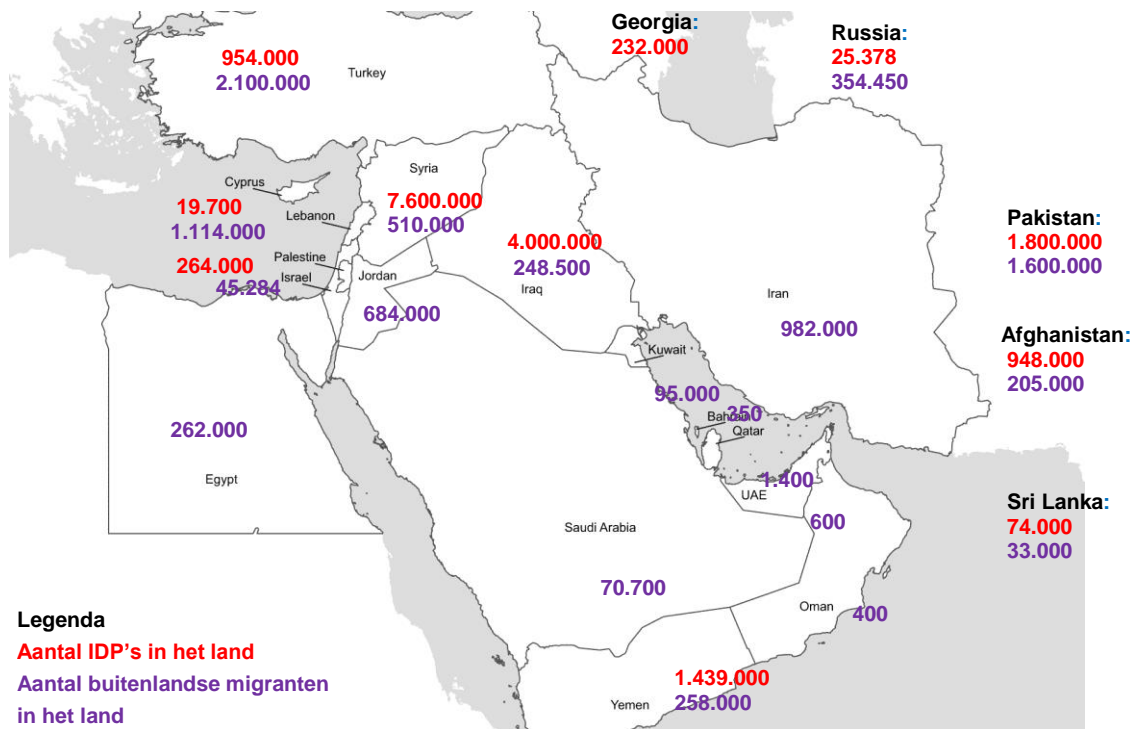 Georgia:
232.000
Russia:
25.378
354.450
954.000
2.100.000
Turkey
Syria
7.600.000
510.000
Cyprus
19.700
Lebanon
1.114.000
264.000
Palestine
Israel
45.284
Jordan
684.000
4.000.000
248.500
Iraq
Iran
982.000
Pakistan:
1.800.000
1.600.000
Afghanistan:
948.000
205.000
Kuwait
95.000
350
Bahrain
Qatar
1.400
UAE
600
262.000
Egypt
Saudi Arabia
70.700
Sri Lanka:
74.000
33.000
Oman
400
1.439.000
258.000
Yemen
Legenda
Aantal IDP's in het land
Aantal buitenlandse migranten
in het land